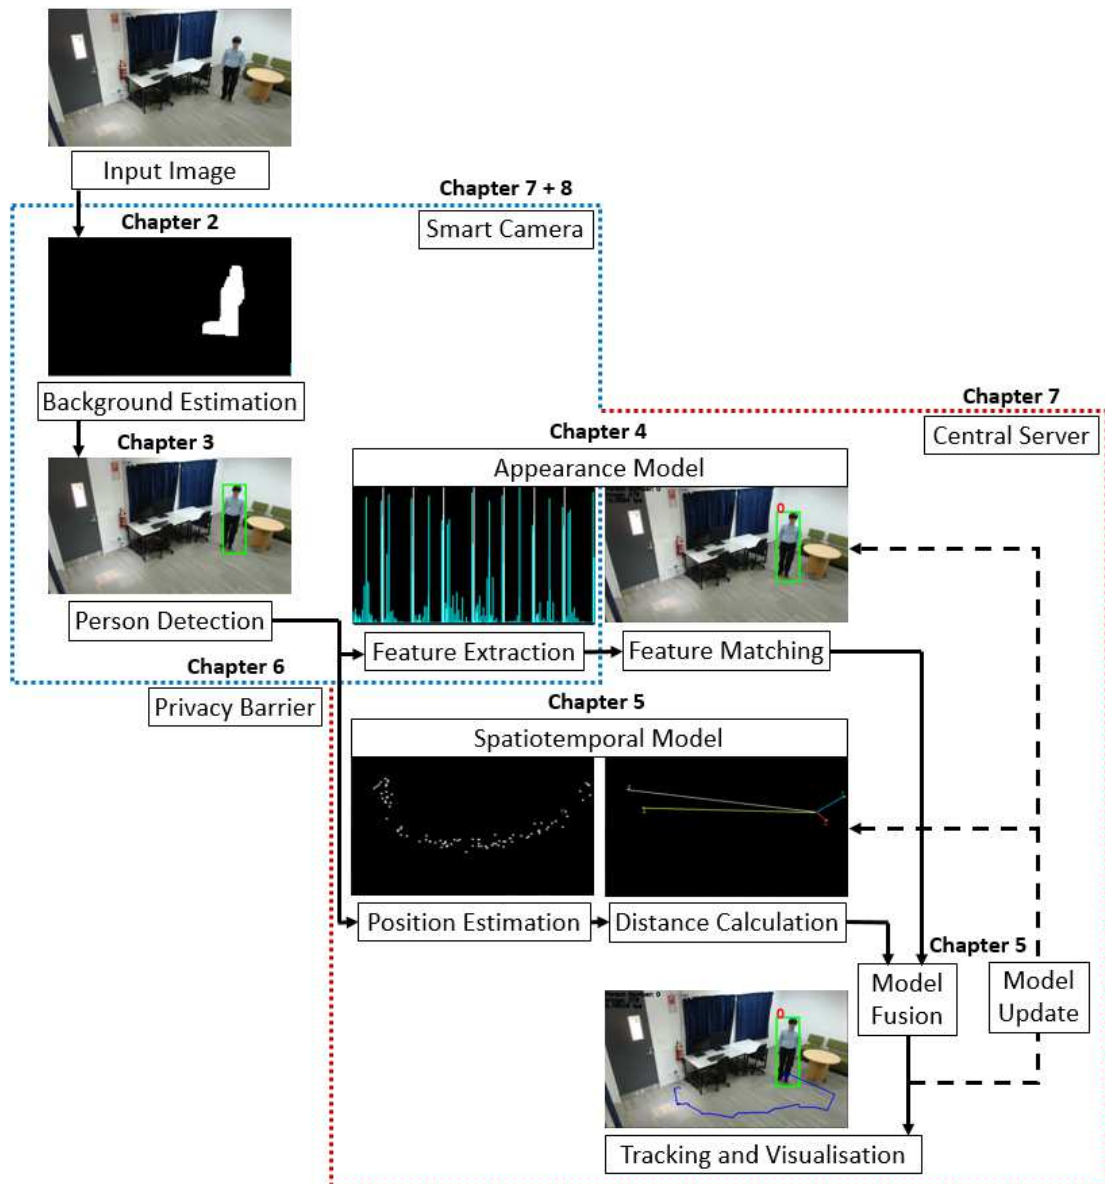 Input Image
Chapter 7 + 8
Smart Camera
Chapter 2
Background Estimation
Chapter 7
Central Server
Chapter 3
Chapter 4
Appearance Model
0
Person Detection
Feature Extraction
Feature Matching
Chapter 6
Privacy Barrier
Chapter 5
Spatiotemporal Model
Position Estimation
Distance Calculation
Chapter 5
Model
Fusion
Model
Update
0
Tracking and Visualisation